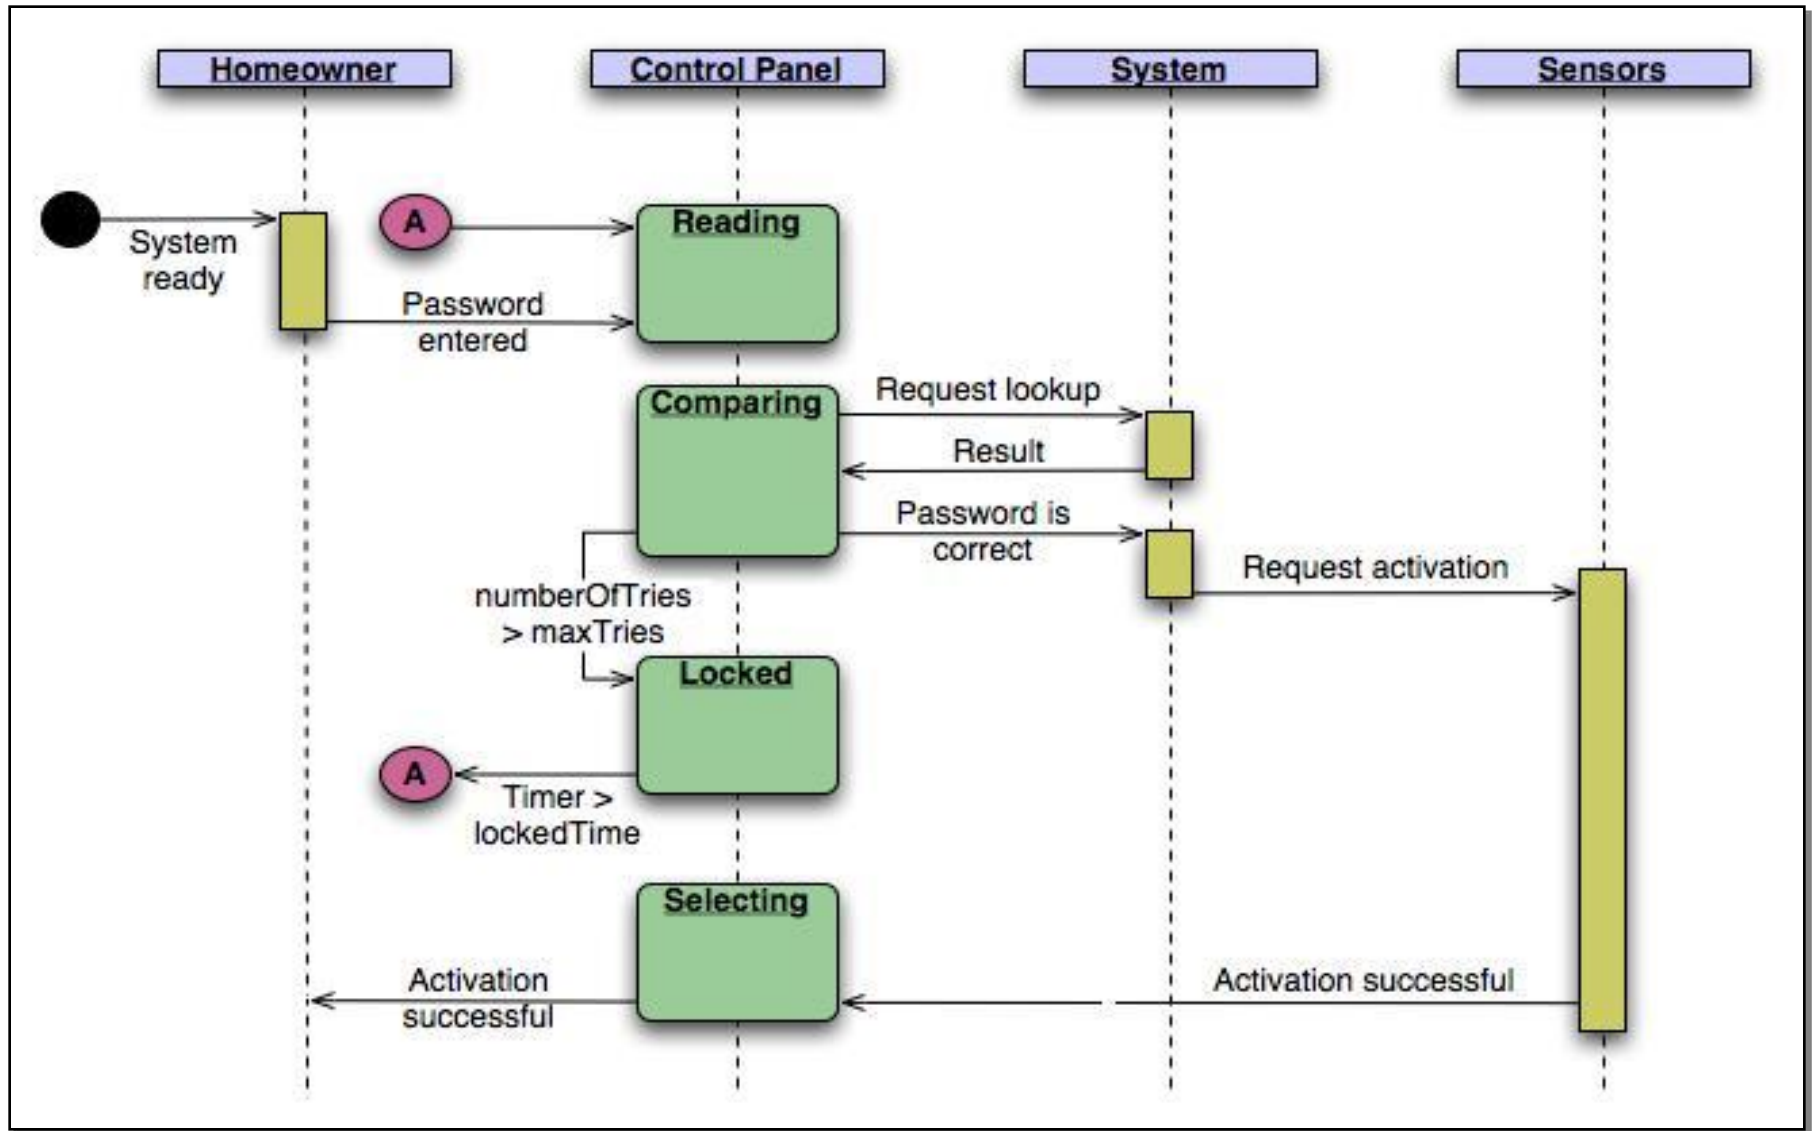 Homeowner
Control Panel
System
Sensors
System
ready
A
Reading
Password
entered
Comparing
Request lookup
Result
Password is
correct
Request activation
numberOfTries
> maxTries
Locked
A
Timer >
lockedTime
Selecting
Activation
successful
Activation successful